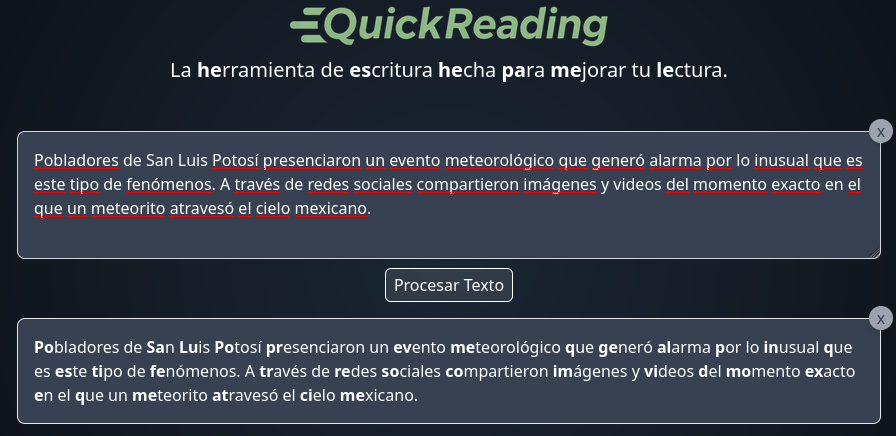 QuickReading
La herramienta de escritura hecha para mejorar tu lectura.
x
Pobladores de San Luis Potosí presenciaron un evento meteorológico que generó alarma por lo inusual que es
este tipo de fenómenos. A través de redes sociales compartieron imágenes y videos del momento exacto en el
que un meteorito atravesó el cielo mexicano.
Procesar Texto
x
Pobladores de San Luis Potosí presenciaron un evento meteorológico que generó alarma por lo inusual que
es este tipo de fenómenos. A través de redes sociales compartieron imágenes y videos del momento exacto
en el que un meteorito atravesó el cielo mexicano.